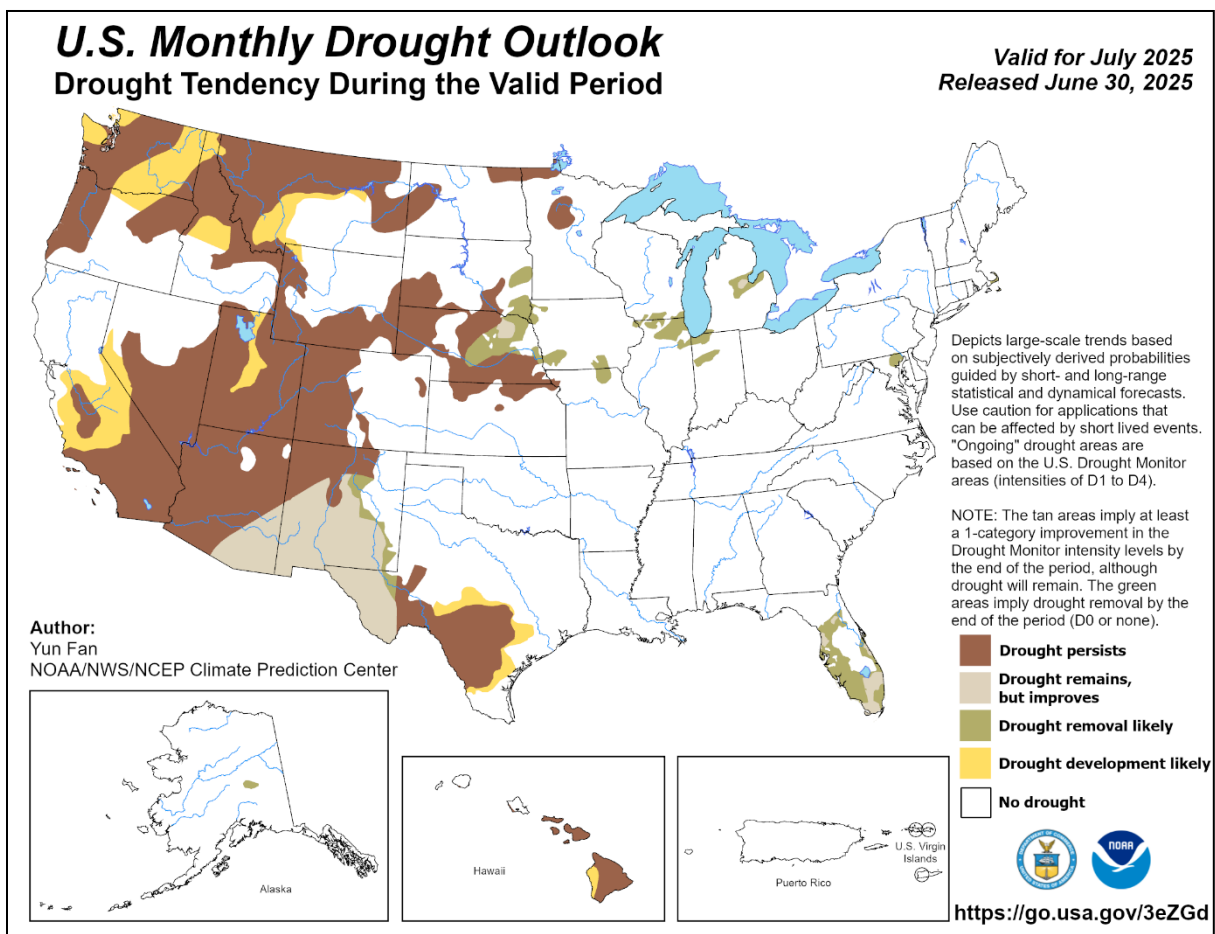 U.S. Monthly Drought Outlook
Drought Tendency During the Valid Period
Valid for July 2025
Released June 30, 2025
Depicts large-scale trends based
on subjectively derived probabilities
guided by short- and long-range
statistical and dynamical forecasts.
Use caution for applications that
can be affected by short lived events.
"Ongoing" drought areas are
based on the U.S. Drought Monitor
areas (intensities of D1 to D4).
NOTE: The tan areas imply at least
a 1-category improvement in the
Drought Monitor intensity levels by
the end of the period, although
drought will remain. The green
areas imply drought removal by the
end of the period (D0 or none).
Author:
Yun Fan
NOAA/NWS/NCEP Climate Prediction Center
Drought persists
Drought remains,
but improves
Drought removal likely
Drought development likely
No drought
Alaska
Hawaii
Puerto Rico
U.S. Virgin
Islands
NOAA
https://go.usa.gov/3eZGd